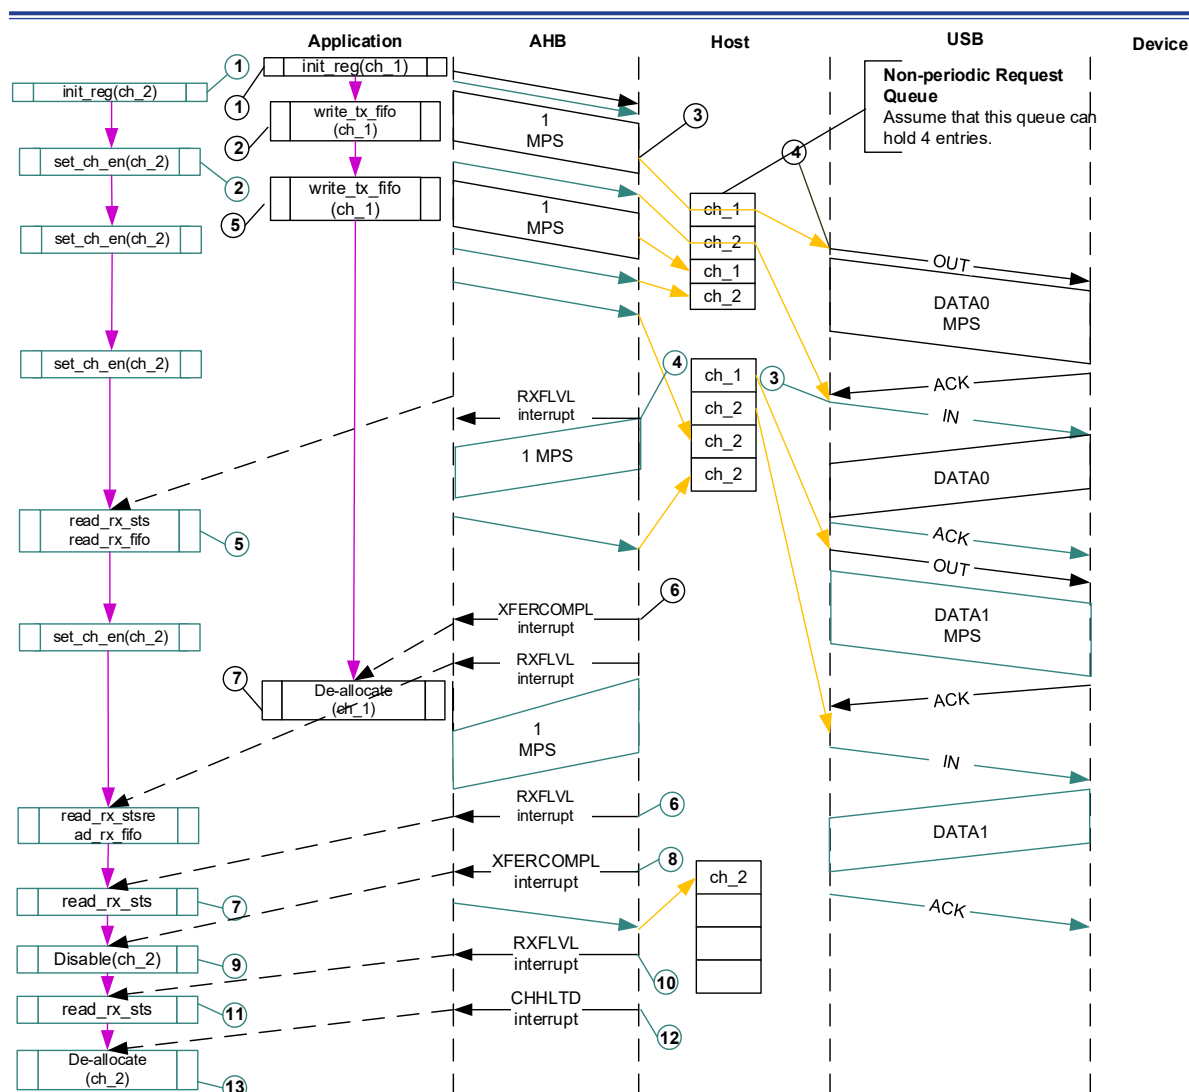 Application
AHB
Host
USB
Device
1
init_reg(ch_1)
init_reg(ch_2)
1
Non-periodic Request
Queue
Assume that this queue can
hold 4 entries.
write_tx_fifo
(ch_1)
1
MPS
3
2
4
set_ch_en(ch_2)
2
write_tx_fifo
(ch_1)
5
1
MPS
ch_1
ch_2
ch_1
ch_2
set_ch_en(ch_2)
OUT
DATA0
MPS
set_ch_en(ch_2)
4
3
ch_1
ch_2
ch_2
ch_2
ACK
RXFLVL
interrupt
IN
1 MPS
DATA0
read_rx_sts
read_rx_fifo
5
ACK
OUT
6
XFERCOMPL
interrupt
DATA1
MPS
set_ch_en(ch_2)
RXFLVL
interrupt
7
De-allocate
(ch_1)
ACK
1
MPS
IN
read_rx_stsre
ad_rx_fifo
RXFLVL
interrupt
6
DATA1
XFERCOMPL
interrupt
8
ch_2
read_rx_sts
7
ACK
RXFLVL
interrupt
Disable(ch_2)
9
10
CHHLTD
interrupt
read_rx_sts
11
12
De-allocate
(ch_2)
13